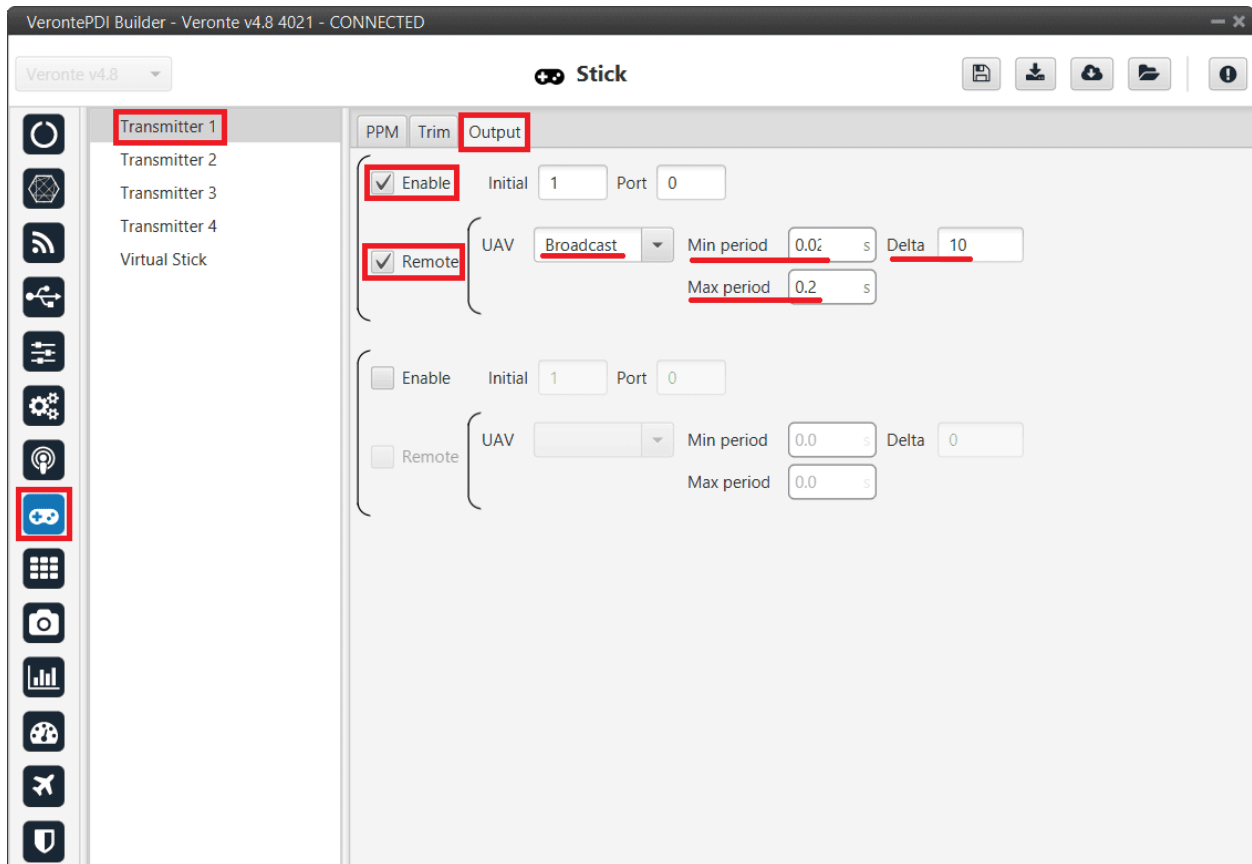 VerontePDI Builder - Veronte v4.8 4021 - CONNECTED
Veronte v4.8
Stick
Transmitter 1
Transmitter 2
Transmitter 3
Transmitter 4
Virtual Stick
PPM Trim Output
Enable Initial 1 Port 0
Remote UAV Broadcast Min period 0.02 s Delta 10
Max period 0.2 s
Enable Initial 1 Port 0
Remote UAV Min period 0.0 s Delta 0
Max period 0.0 s